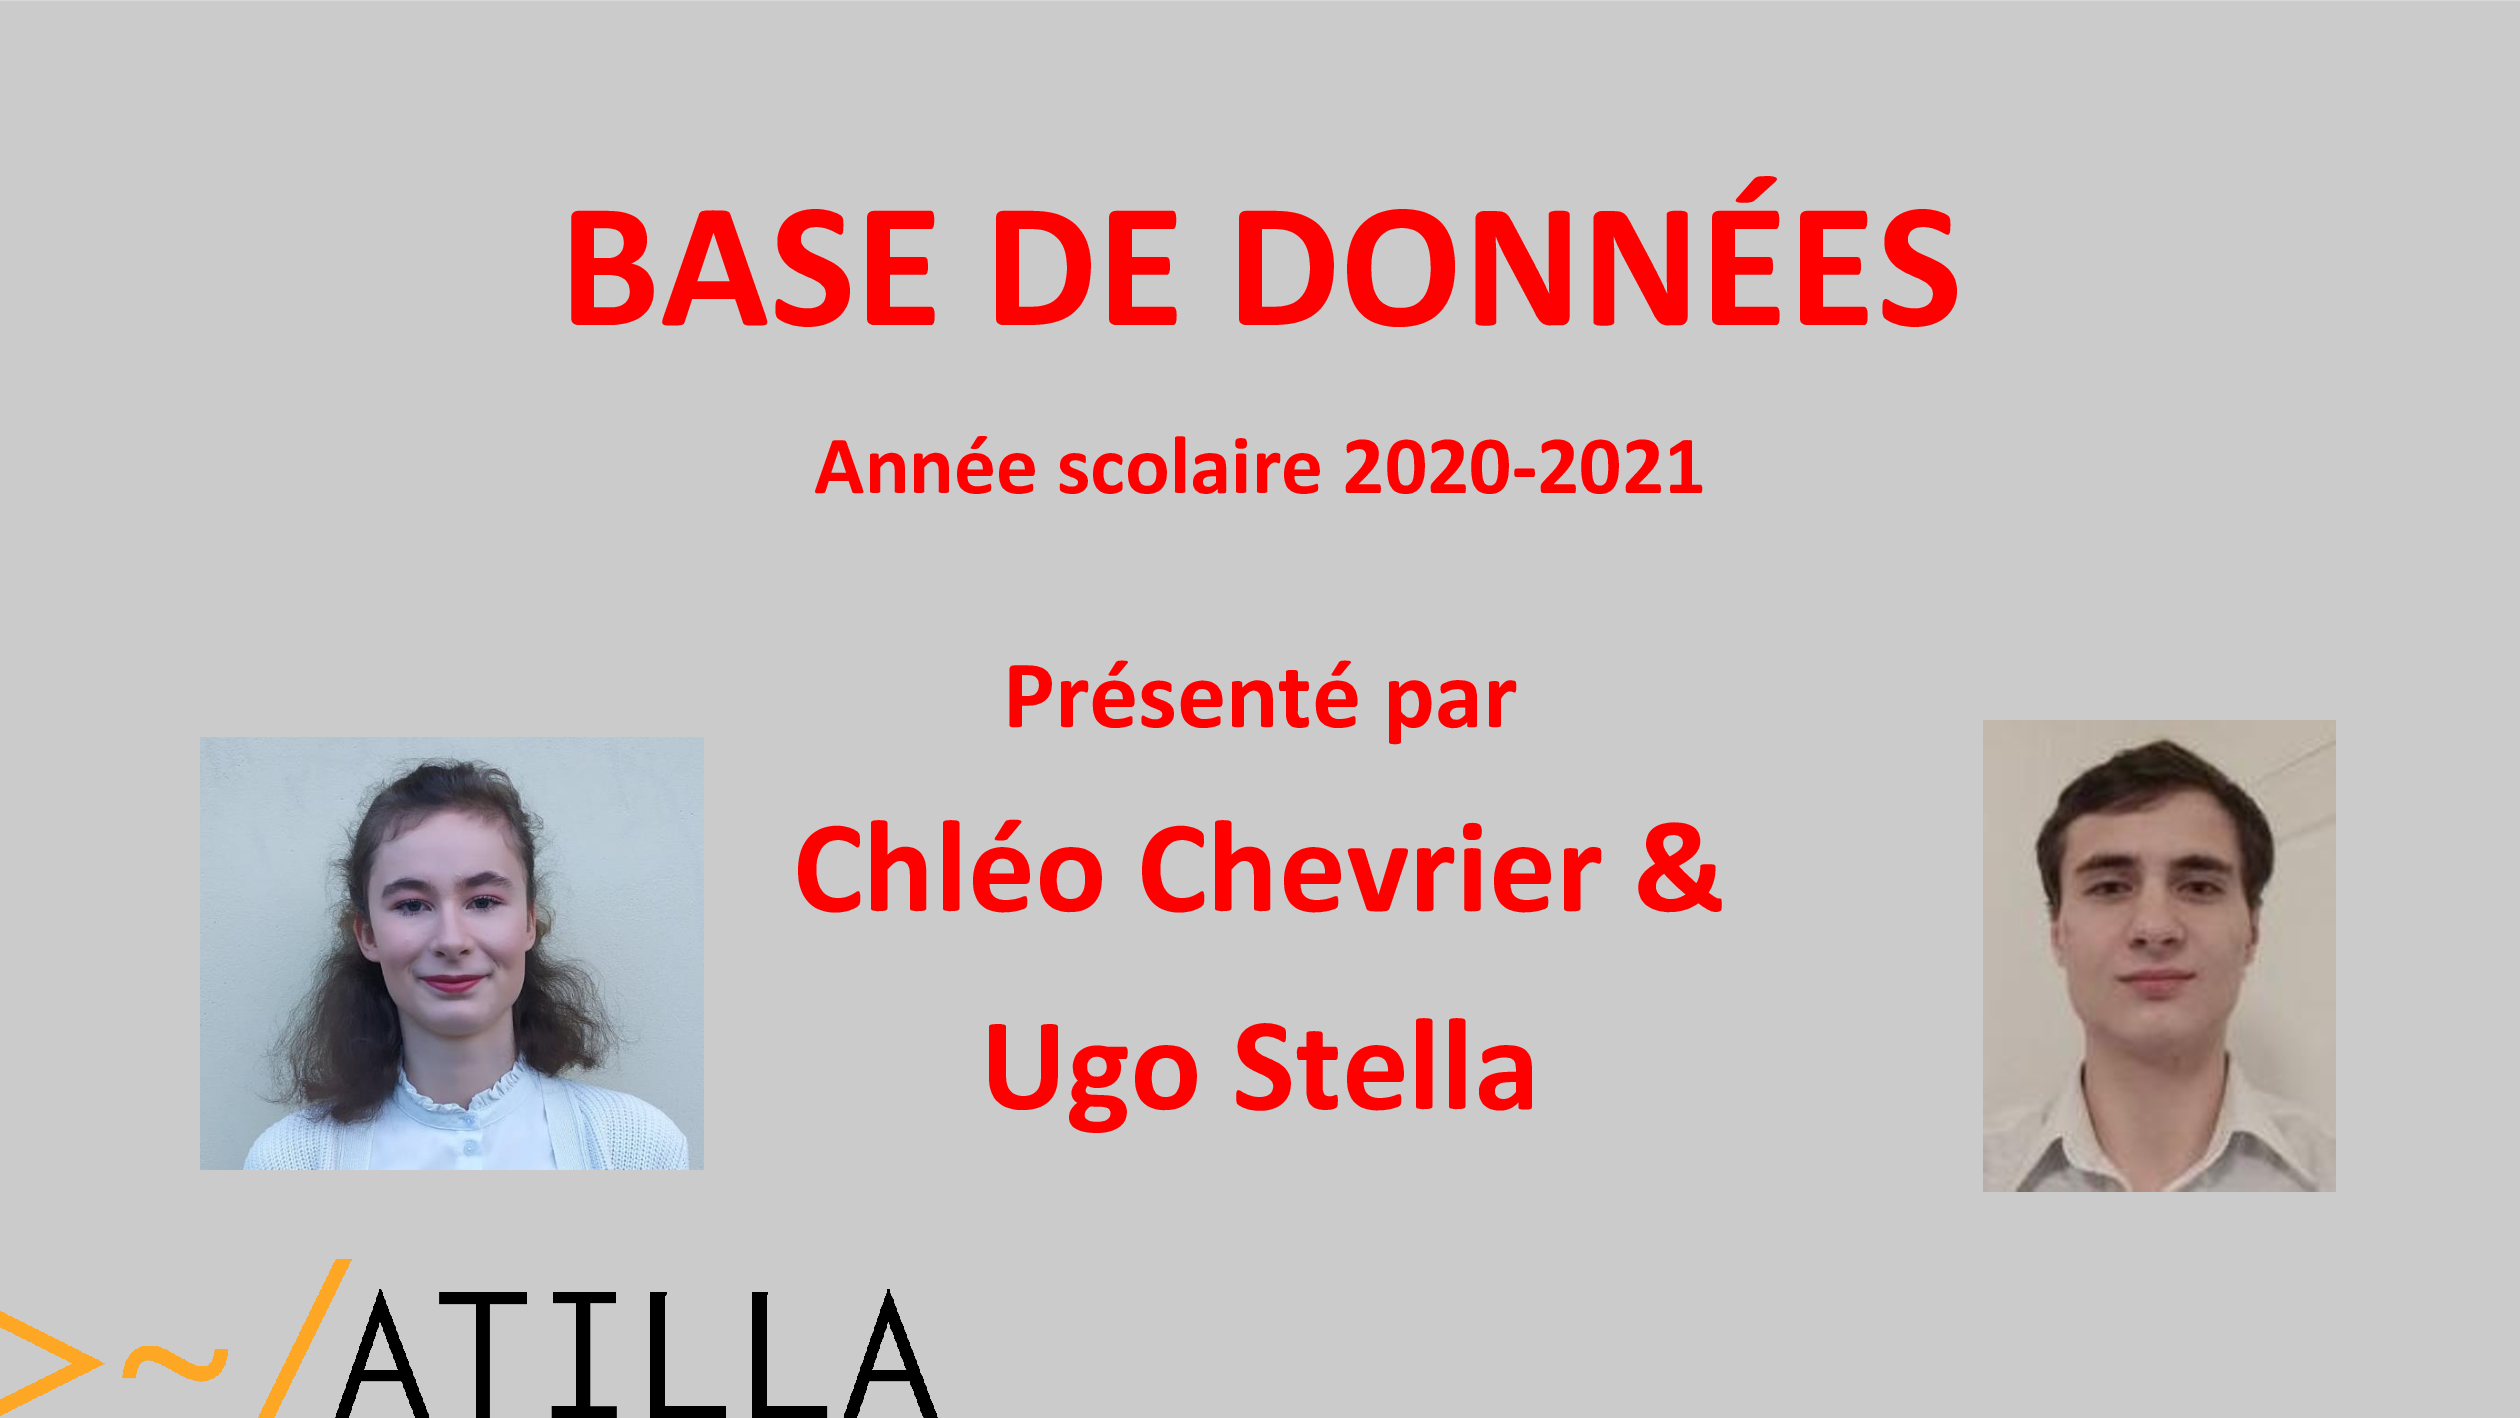 BASE DE DONNÉES
Année scolaire 2020-2021
Présenté par
Chléo Chevrier &
Ugo Stella
>~/ATILLA